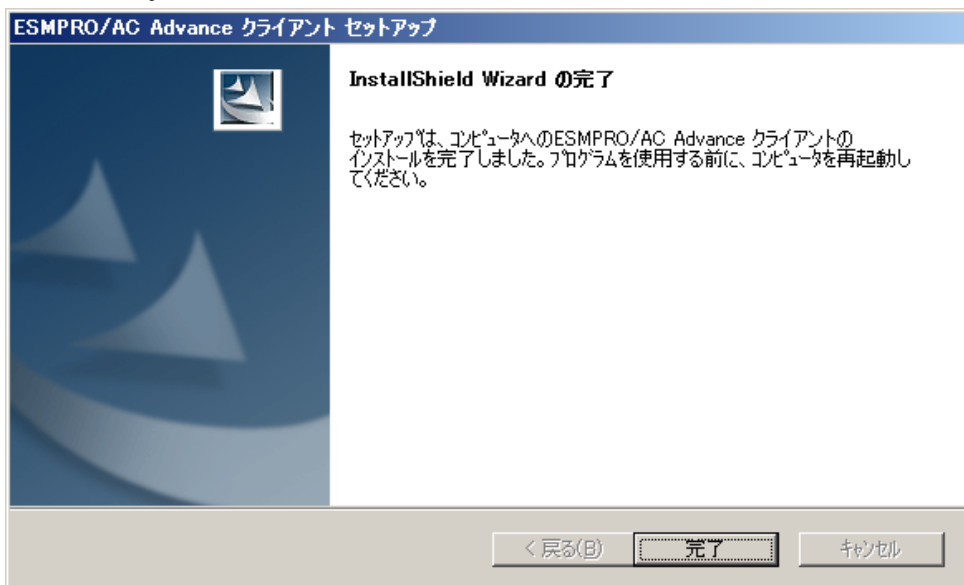 ESMPRO/AC Advance クライアント セットアップ
InstallShield Wizard の完了
セットアップは、コンピュータへのESMPRO/AC Advance クライアントの
インストールを完了しました。プログラムを使用する前に、コンピュータを再起動し
てください。
< 戻る(B)
完了
キャンセル